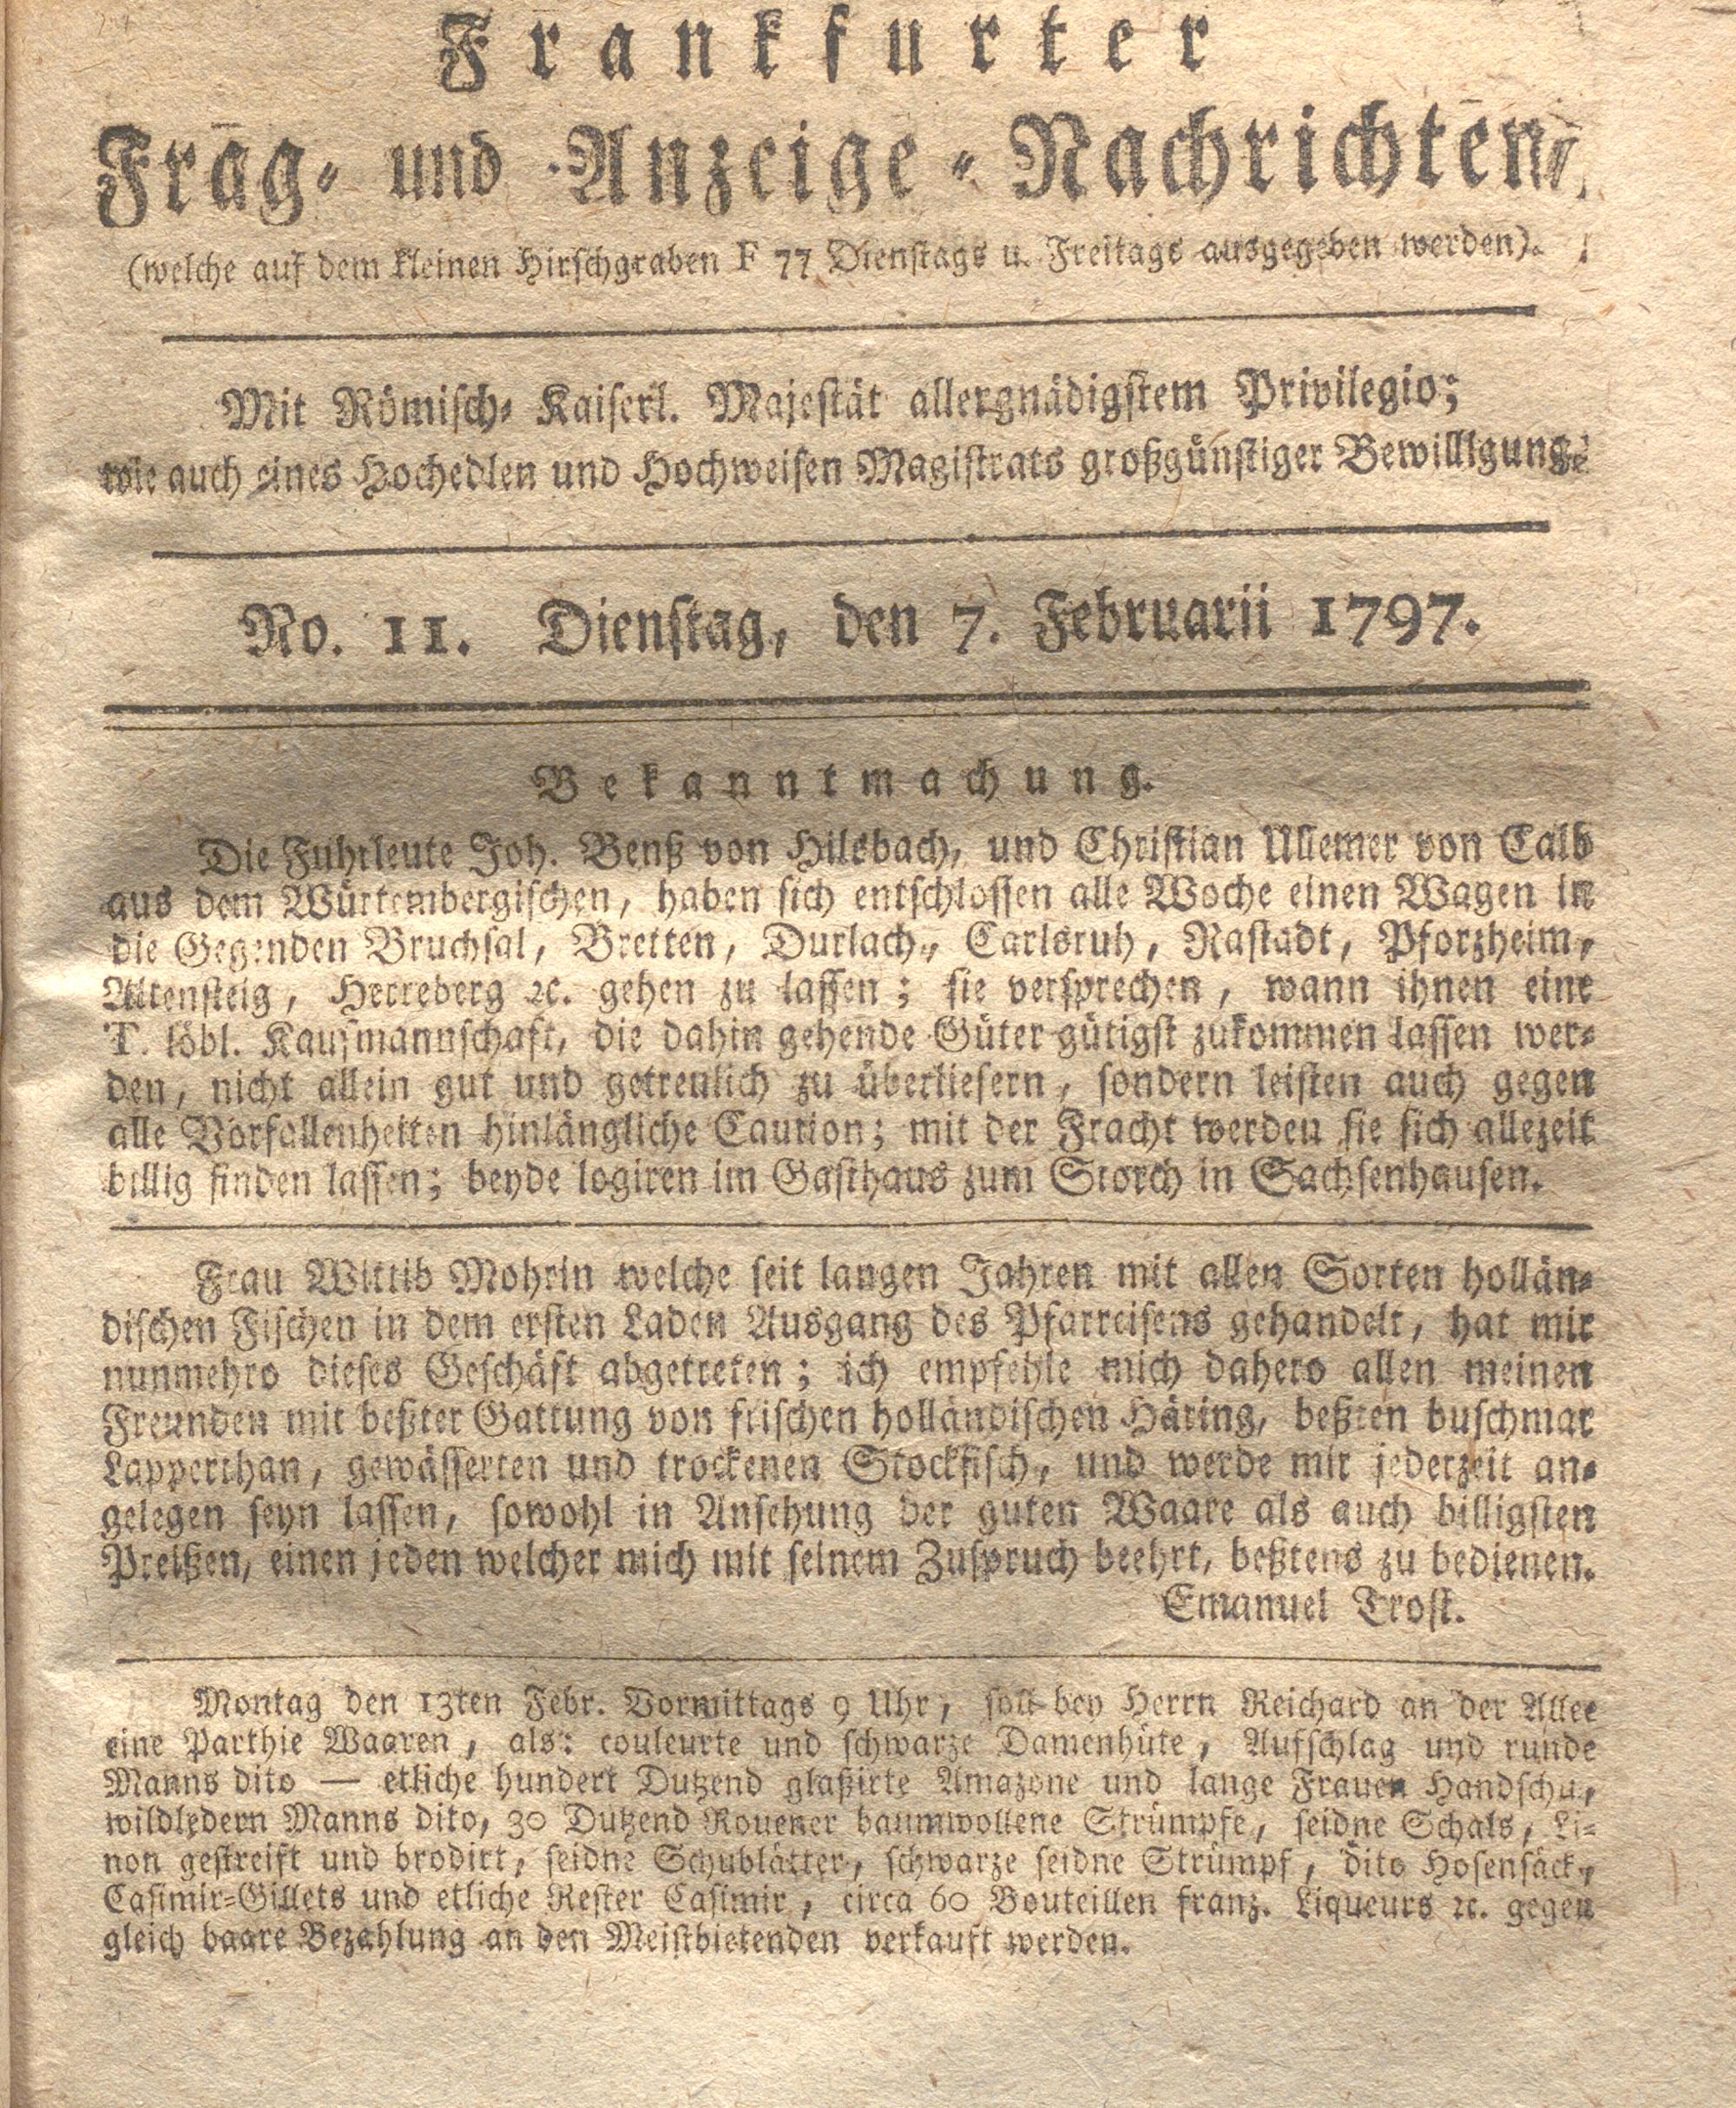 Frankfurter
Frag- und Anzeige-Nachrichten,
(welche auf dem kleinen Hirschgraben F 77 Dienstags u. Freitags ausgegeben werden).
Mit Römisch-Kaiserl. Majestät allergnädigstem Privilegio;
wie auch eines Hochedlen und Hochweisen Magistrats großgünstiger Bewilligung.
No. 11. Dienstag, den 7. Februarii 1797.
Bekanntmachung.
Die Fuhrleute Joh. Benß von Hilsbach, und Christian Ullemer von Calb
aus dem Würtembergischen, haben sich entschlossen alle Woche einen Wagen in
die Gegenden Bruchsal, Bretten, Durlach, Carlsruh, Rastadt, Pforzheim,
Altensteig, Herreberg ꝛc. gehen zu lassen; sie versprechen, wann ihnen eine
T. löbl. Kaufmannschaft, die dahin gehende Güter gütigst zukommen lassen wer-
den, nicht allein gut und getreulich zu überliefern, sondern leisten auch gegen
alle Vorfallenheiten hinlängliche Caution; mit der Fracht werden sie sich allezeit
billig finden lassen; beyde logiren im Gasthaus zum Storch in Sachsenhausen.
Frau Wittib Mohrin welche seit langen Jahren mit allen Sorten hollän-
dischen Fischen in dem ersten Laden Ausgang des Pfarreisens gehandelt, hat mir
nunmehro dieses Geschäft abgetreten; ich empfehle mich dahero allen meinen
Freunden mit beßter Gattung von frischen holländischen Häring, beßten buschmar
Lapperthan, gewässerten und trockenen Stockfisch, und werde mir jederzeit an-
gelegen seyn lassen, sowohl in Ansehung der guten Waare als auch billigsten
Preißen, einen jeden welcher mich mit seinem Zuspruch beehrt, beßtens zu bedienen.
Emanuel Trost.
Montag den 13ten Febr. Vormittags 9 Uhr, soll bey Herrn Reichard an der Allee
eine Parthie Waaren, als: couleurte und schwarze Damenhüte, Aufschlag und runde
Manns dito — etliche hundert Dutzend glaßirte Amazone und lange Frauen Handschu,
wildledern Manns dito, 30 Dutzend Rouener baumwollene Strümpfe, seidne Schals, Li-
non gestreift und brodirt, seidne Schublätter, schwarze seidne Strümpf, dito Hosensäck,
Casimir-Gillets und etliche Rester Casimir, circa 60 Bouteillen franz. Liqueurs ꝛc. gegen
gleich baare Bezahlung an den Meistbietenden verkauft werden.